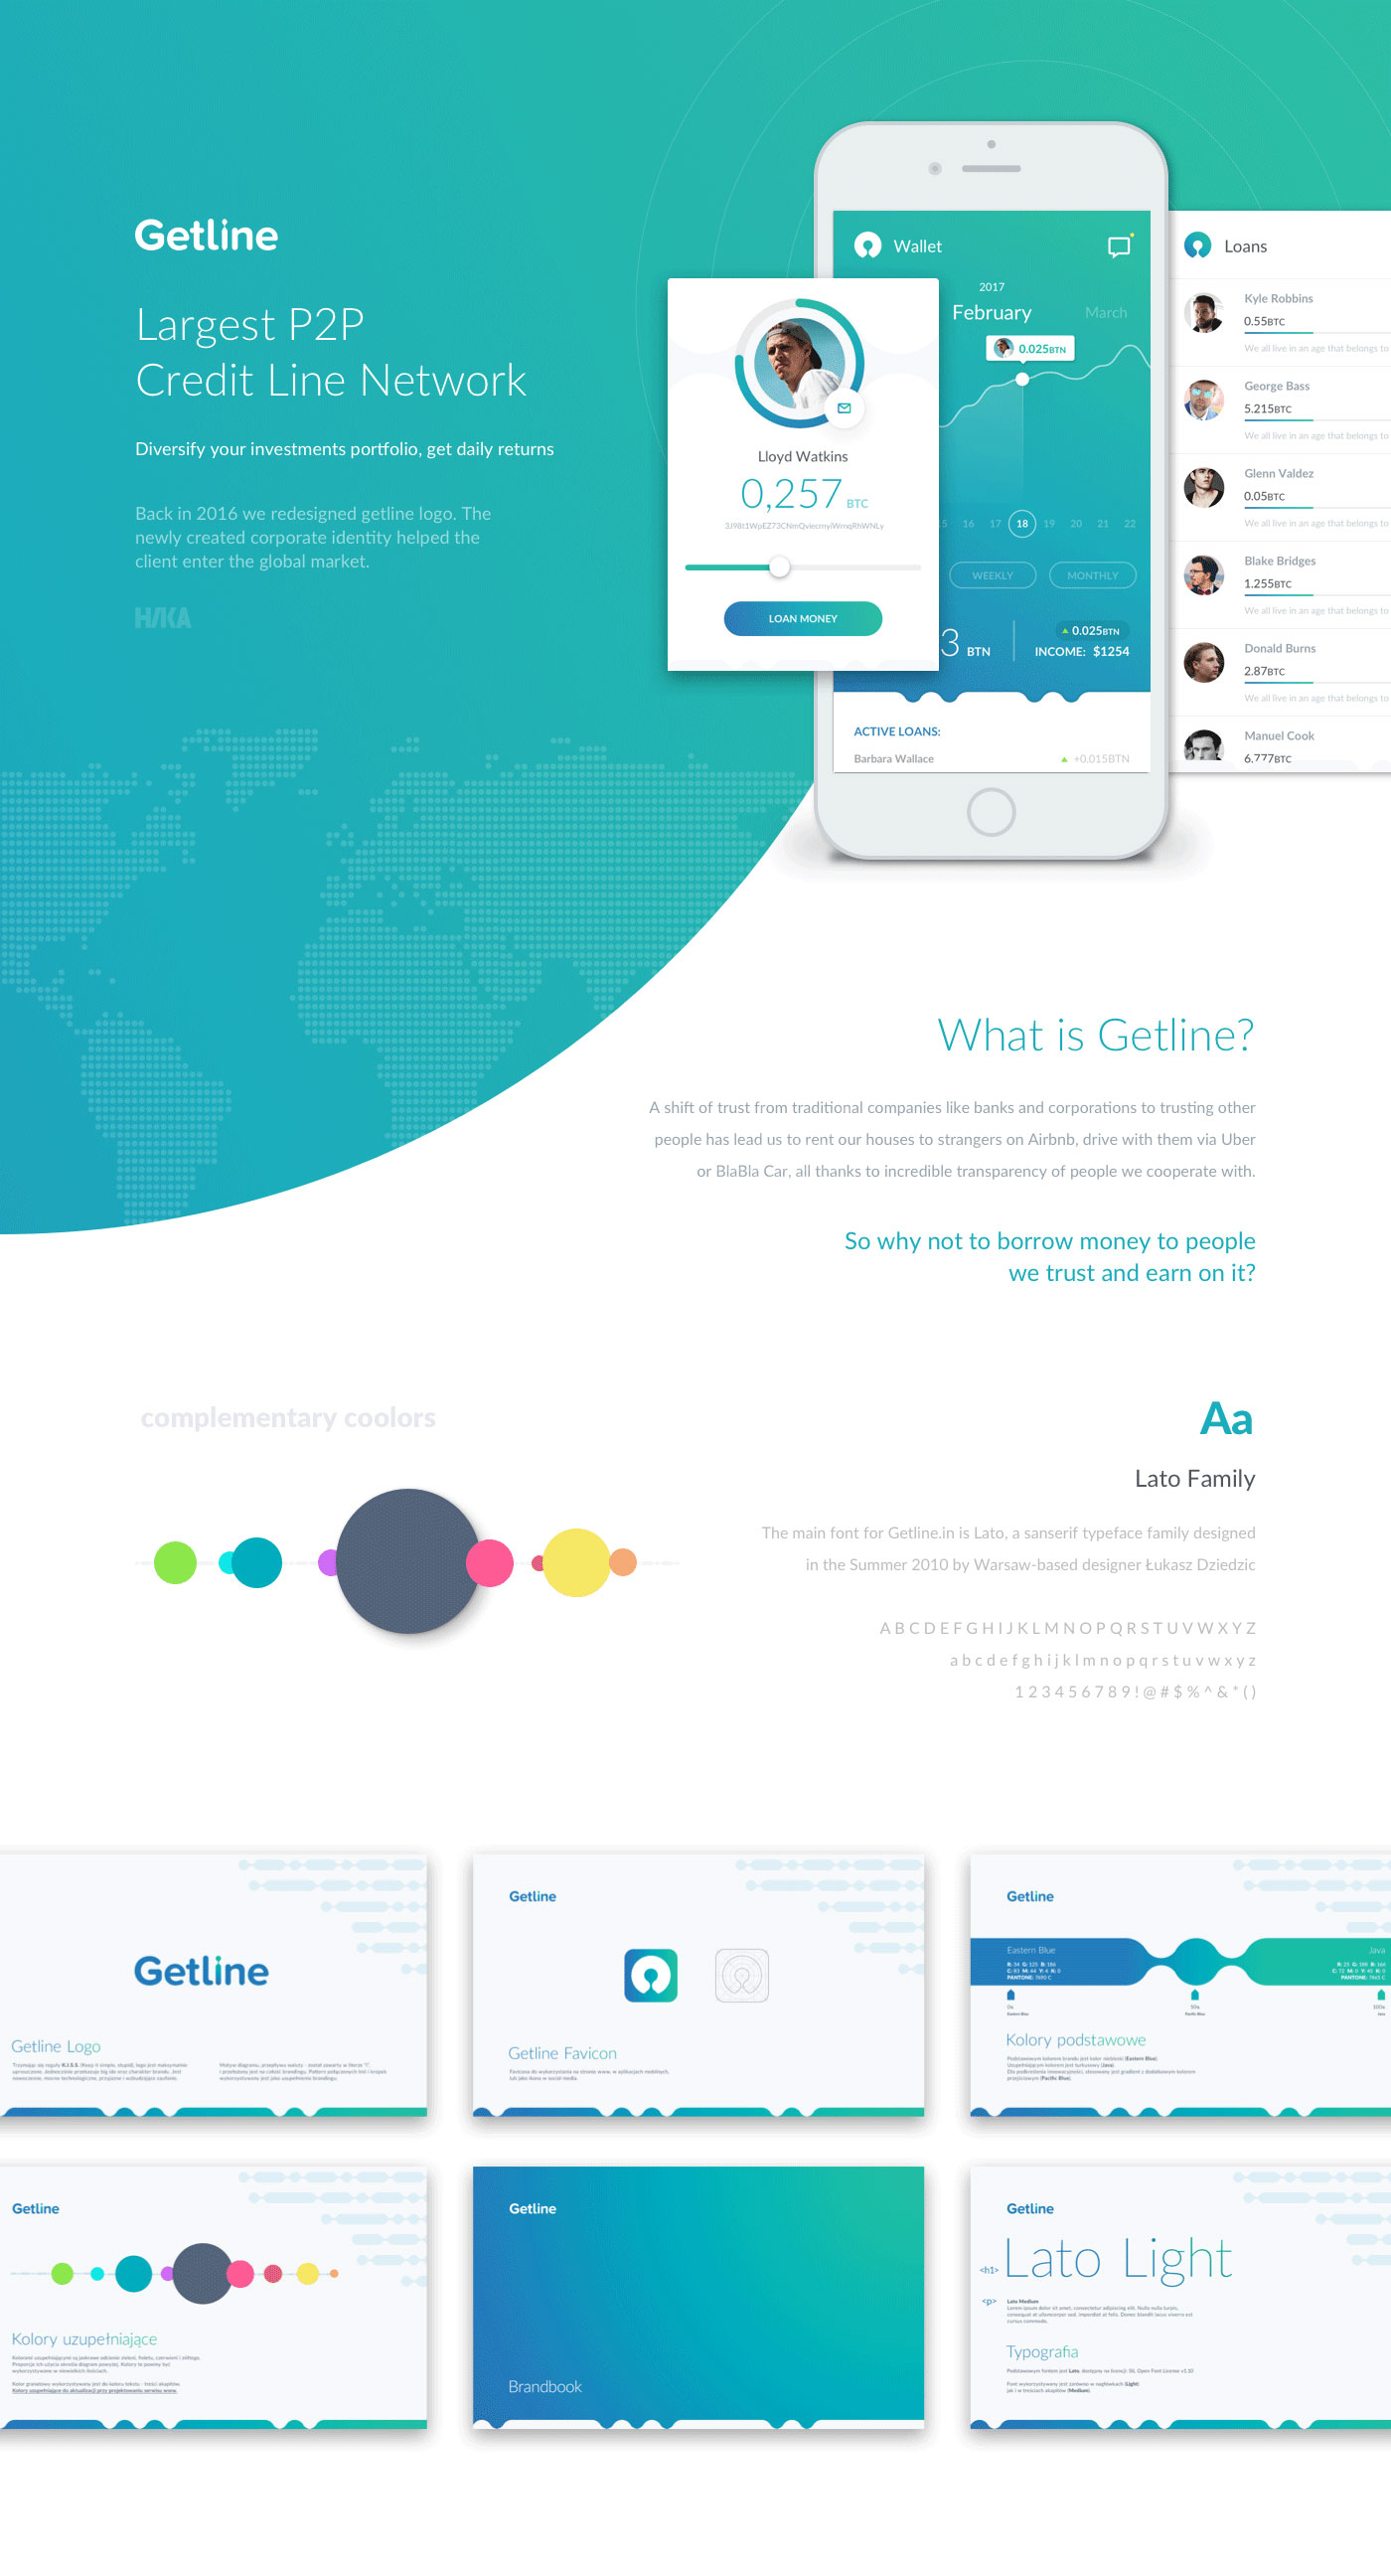 Getline
Largest P2P
Credit Line Network
Diversify your investments portfolio, get daily returns
Back in 2016 we redesigned getline logo. The
newly created corporate identity helped the
client enter the global market.
HIKA
Wallet
2017
February
March
0.025BTN
Lloyd Watkins
0,257 BTC
15 16 17 18 19 20 21 22
WEEKLY
MONTHLY
LOAN MONEY
3 BTN
0.025BTN
INCOME: $1254
ACTIVE LOANS:
Barbara Wallace
+0.015BTN
Loans
Kyle Robbins
0.55BTC
We all live in an age that belongs to
George Bass
5.215BTC
We all live in an age that belongs to
Glenn Valdez
0.05BTC
We all live in an age that belongs to
Blake Bridges
1.255BTC
We all live in an age that belongs to
Donald Burns
2.87BTC
We all live in an age that belongs to
Manuel Cook
6.777BTC
What is Getline?
A shift of trust from traditional companies like banks and corporations to trusting other
people has lead us to rent our houses to strangers on Airbnb, drive with them via Uber
or BlaBla Car, all thanks to incredible transparency of people we cooperate with.
So why not to borrow money to people
we trust and earn on it?
complementary coolors
Aa
Lato Family
The main font for Getline.in is Lato, a sanserif typeface family designed
in the Summer 2010 by Warsaw-based designer Łukasz Dziedzic
A B C D E F G H I J K L M N O P Q R S T U V W X Y Z
a b c d e f g h i j k l m n o p q r s t u v w x y z
1 2 3 4 5 6 7 8 9 ! @ # $ % ^ & * ( )
Getline
Getline Logo
Getline
Getline Favicon
Getline
Eastern Blue
Java
Kolory podstawowe
Getline
Kolory uzupełniające
Getline
Brandbook
Getline
<h1> Lato Light
<p> Lato Medium
Typografia